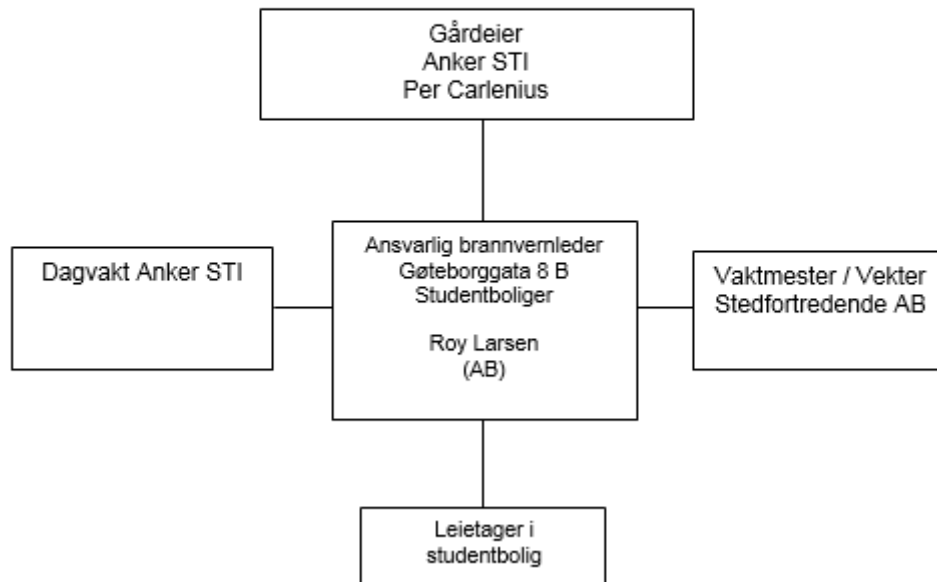 Gårdeier
Anker STI
Per Carlenius
Dagvakt Anker STI
Ansvarlig brannvernleder
Gøteborggata 8 B
Studentboliger
Roy Larsen
(AB)
Vaktmester / Vekter
Stedfortredende AB
Leietager i
studentbolig